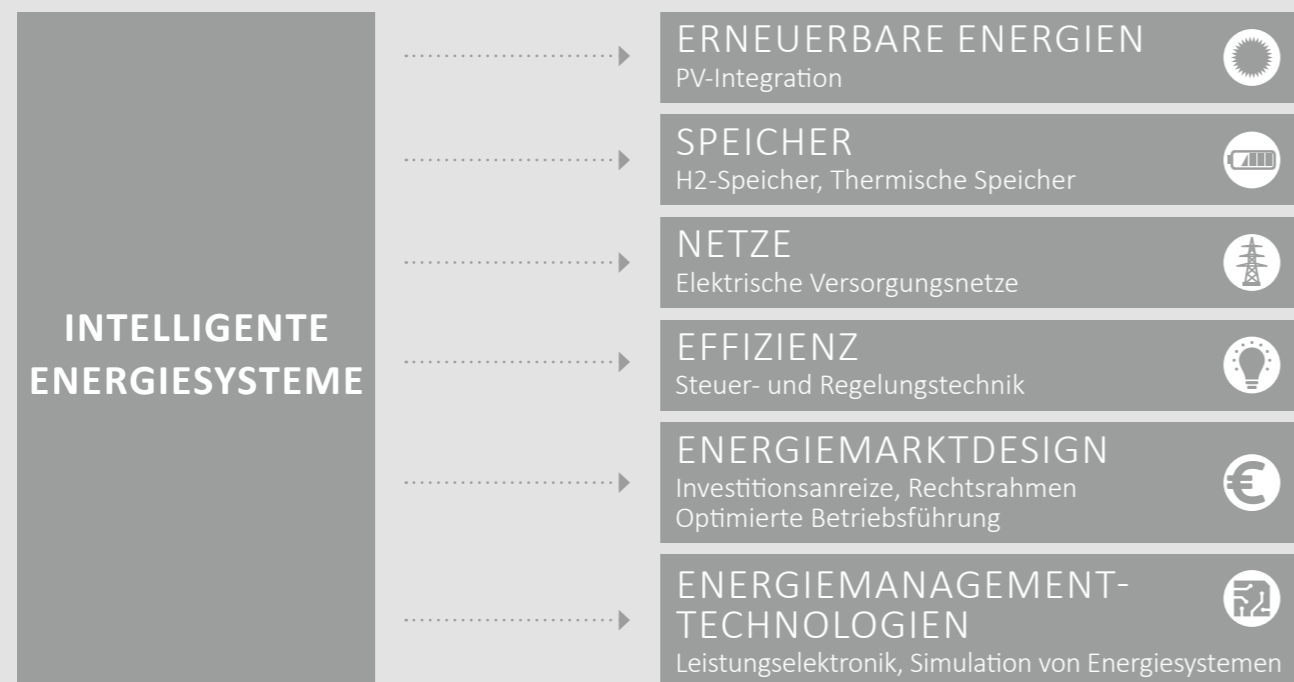 INTELLIGENTE
ENERGIESYSTEME
ERNEUERBARE ENERGIEN
PV-Integration
SPEICHER
H2-Speicher, Thermische Speicher
NETZE
Elektrische Versorgungsnetze
EFFIZIENZ
Steuer- und Regelungstechnik
ENERGIEMARKTDESIGN
Investitionsanreize, Rechtsrahmen
Optimierte Betriebsführung
€
ENERGIEMANAGEMENT-
TECHNOLOGIEN
Leistungselektronik, Simulation von Energiesystemen